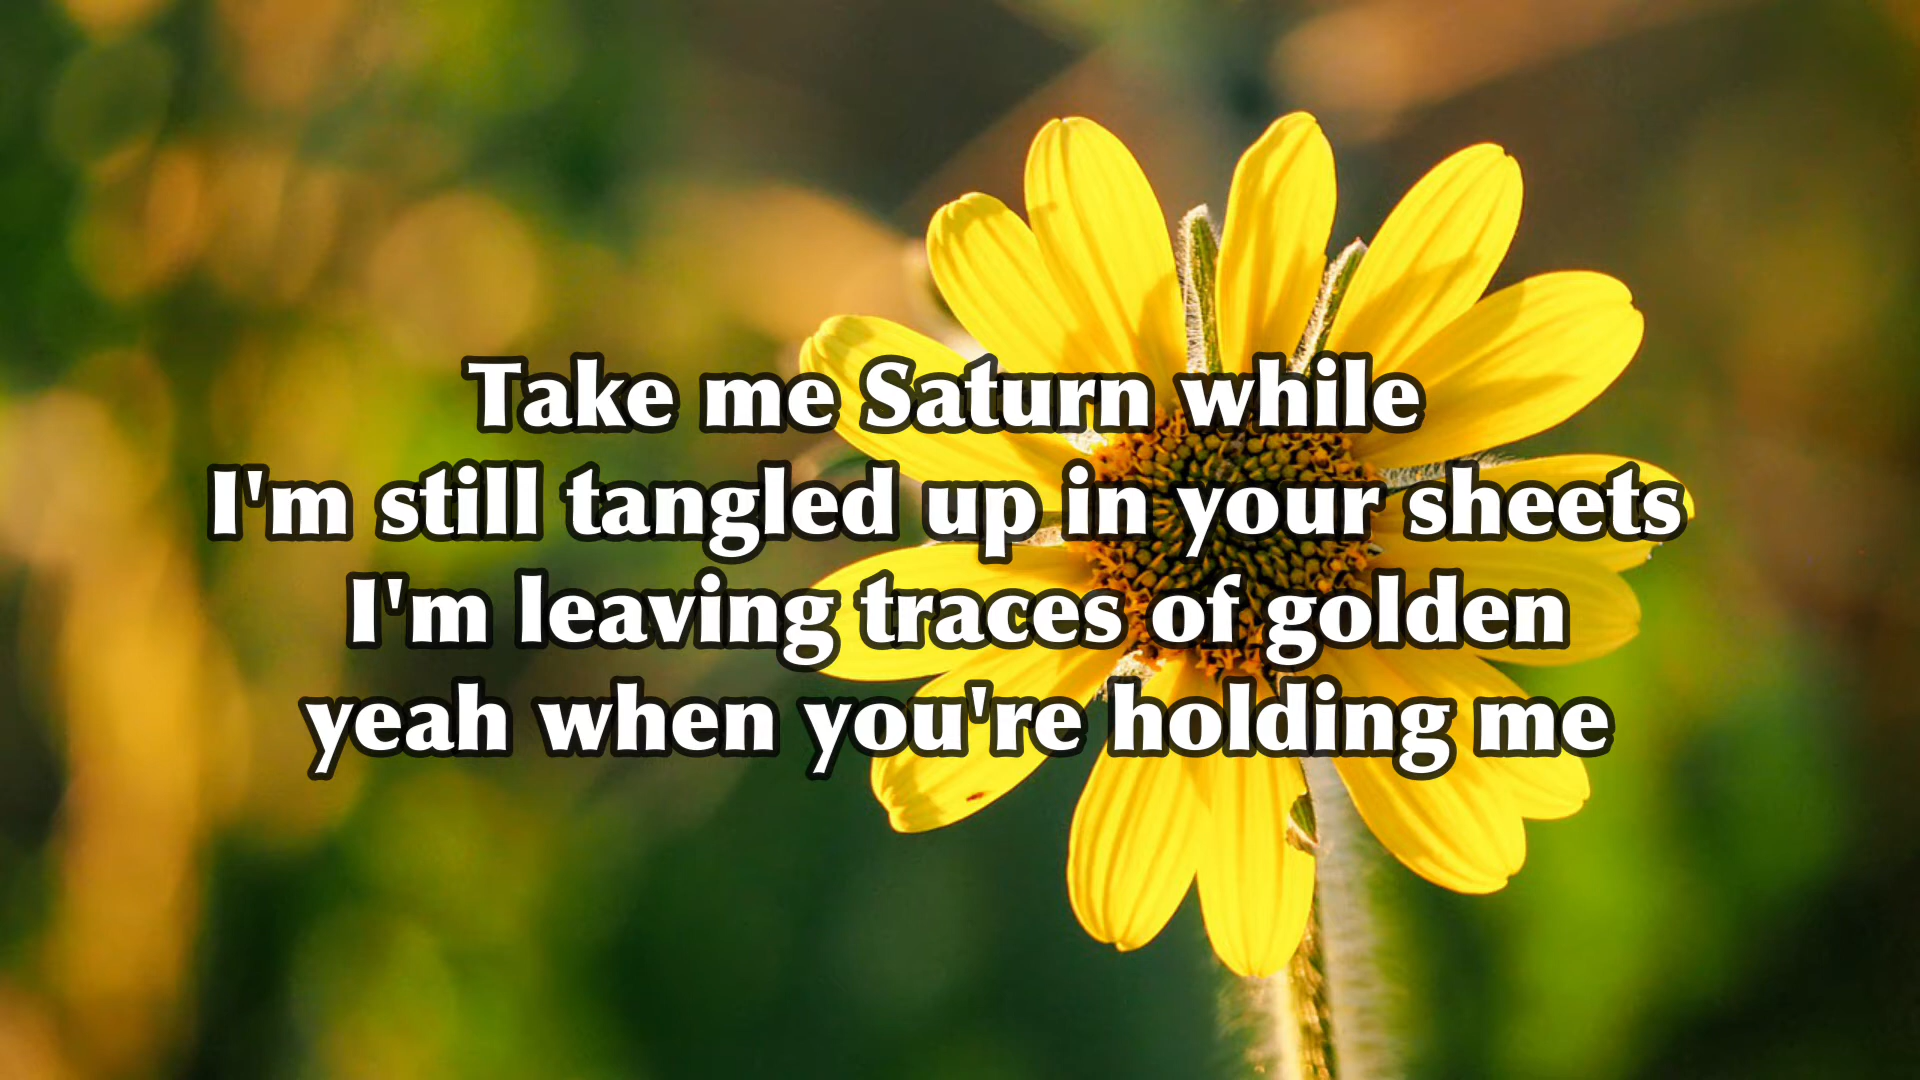 Take me Saturn while
I'm still tangled up in your sheets
I'm leaving traces of golden
yeah when you're holding me